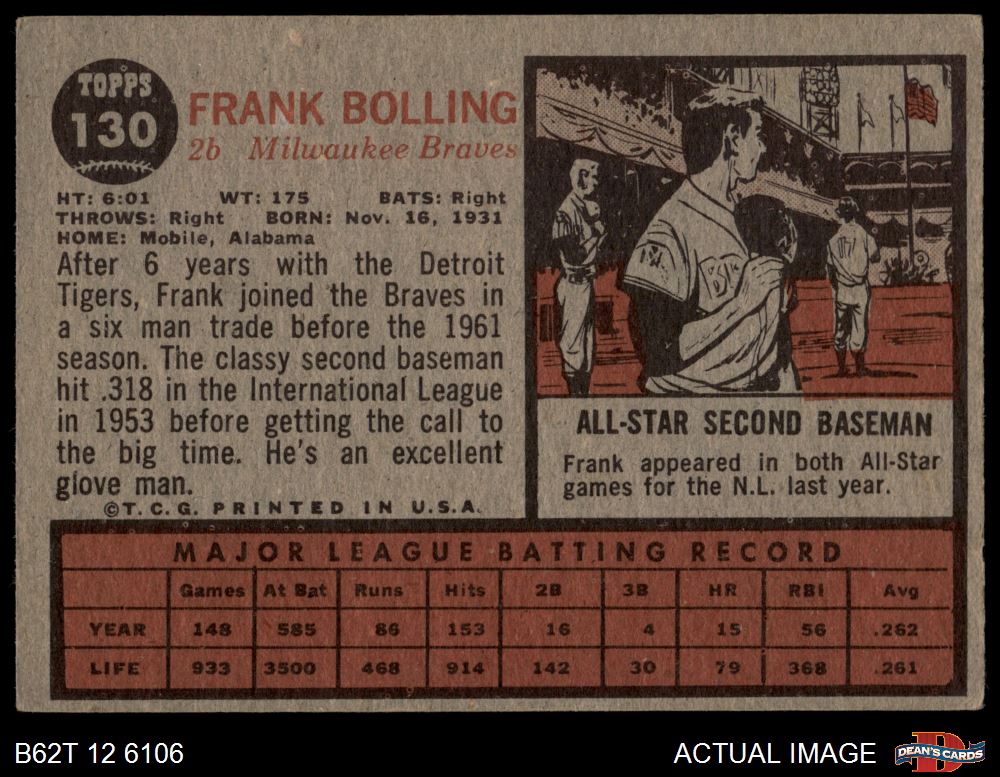 TOPPS
130
FRANK BOLLING
2b Milwaukee Braves
HT: 6:01 WT: 175 BATS: Right
THROWS: Right BORN: Nov. 16, 1931
HOME: Mobile, Alabama
After 6 years with the Detroit
Tigers, Frank joined the Braves in
a six man trade before the 1961
season. The classy second baseman
hit .318 in the International League
in 1953 before getting the call to
the big time. He's an excellent
glove man.
©T.C.G. PRINTED IN U.S.A.
ALL-STAR SECOND BASEMAN
Frank appeared in both All-Star
games for the N.L. last year.
MAJOR LEAGUE BATTING RECORD
Games At Bat Runs Hits 2B 3B HR RBI Avg
YEAR 148 585 86 153 16 4 15 56 .262
LIFE 933 3500 468 914 142 30 79 368 .261
B62T 12 6106
ACTUAL IMAGE
DEAN'S CARDS